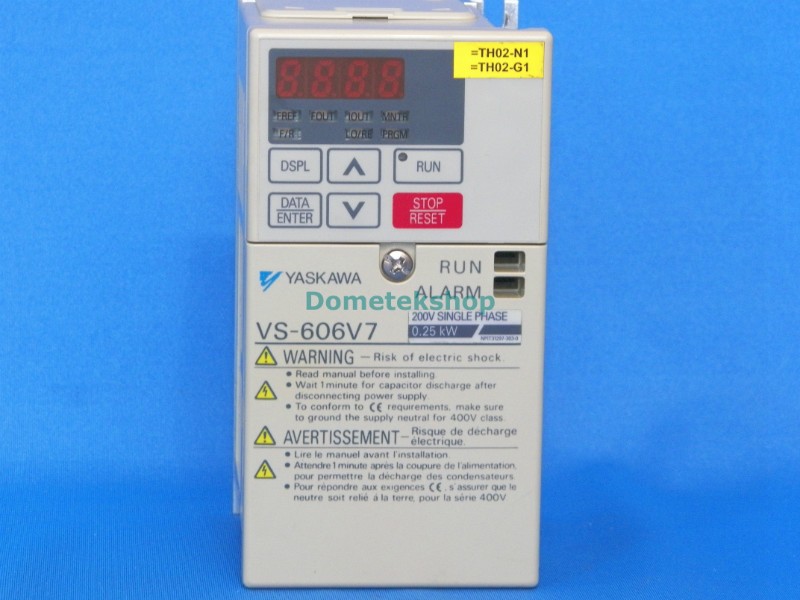 =TH02-N1
=TH02-G1
8.8.8.8
FREF FOUT IOUT MNTR
F/R LO/RE PRGM
DSPL
RUN
DATA
ENTER
STOP
RESET
YASKAWA
RUN
ALARM
Dometekshop
VS-606V7
200V SINGLE PHASE
0.25 kW
WARNING – Risk of electric shock.
● Read manual before installing.
● Wait 1 minute for capacitor discharge after
disconnecting power supply.
● To conform to CE requirements, make sure
to ground the supply neutral for 400V class.
AVERTISSEMENT – Risque de décharge
électrique.
● Lire le manuel avant l'installation.
● Attendre 1 minute après la coupure de l'alimentation,
pour permettre la décharge des condensateurs.
● Pour répondre aux exigences CE, s'assurer que le
neutre soit relié à la terre, pour la série 400V